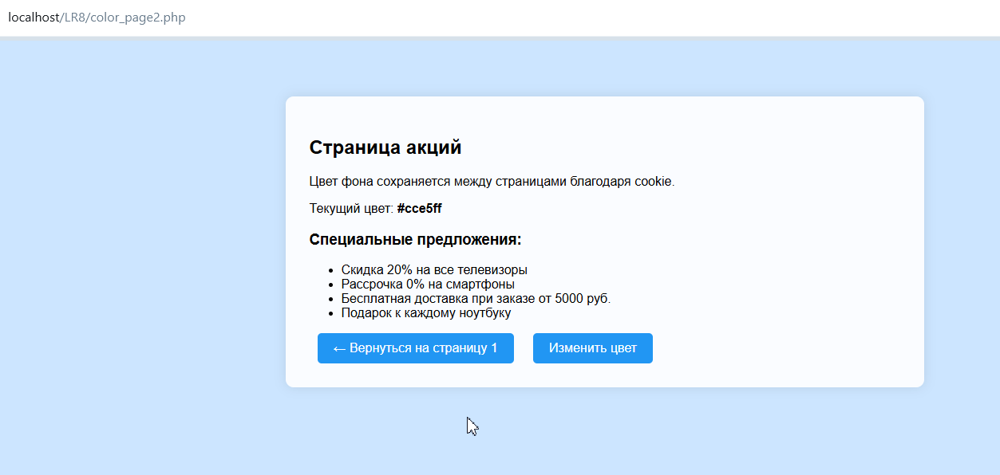 localhost/LR8/color_page2.php
Страница акций
Цвет фона сохраняется между страницами благодаря cookie.
Текущий цвет: #cce5ff
Специальные предложения:
• Скидка 20% на все телевизоры
• Рассрочка 0% на смартфоны
• Бесплатная доставка при заказе от 5000 руб.
• Подарок к каждому ноутбуку
← Вернуться на страницу 1
Изменить цвет